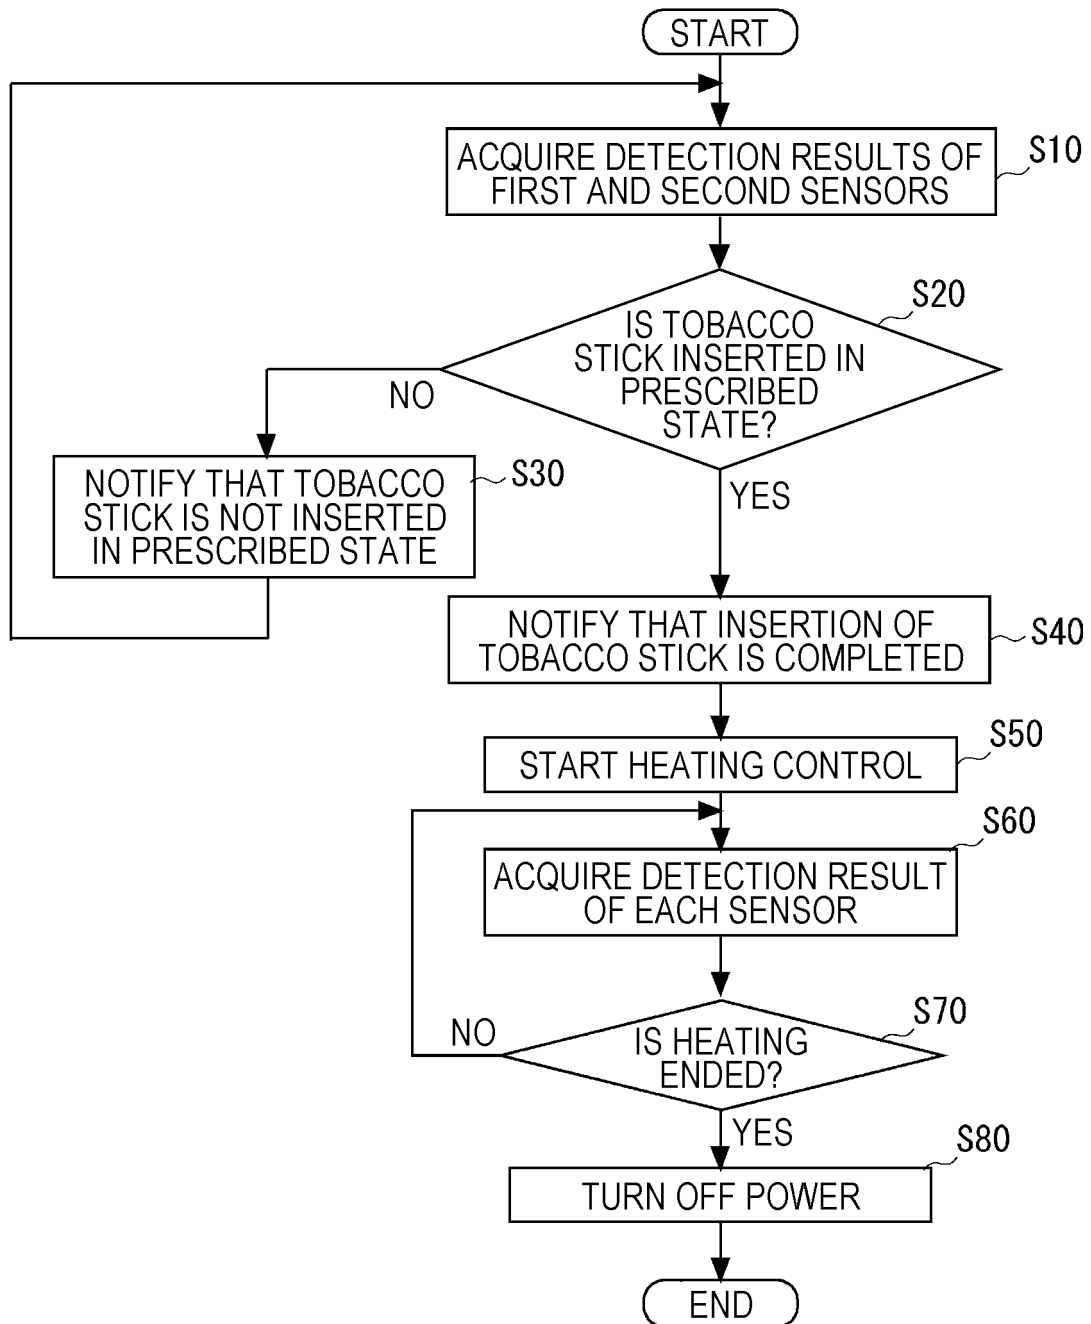 START
ACQUIRE DETECTION RESULTS OF
FIRST AND SECOND SENSORS
S10
IS TOBACCO
STICK INSERTED IN
PRESCRIBED
STATE?
S20
NO
YES
NOTIFY THAT TOBACCO
STICK IS NOT INSERTED
IN PRESCRIBED STATE
S30
NOTIFY THAT INSERTION OF
TOBACCO STICK IS COMPLETED
S40
START HEATING CONTROL
S50
ACQUIRE DETECTION RESULT
OF EACH SENSOR
S60
IS HEATING
ENDED?
S70
NO
YES
TURN OFF POWER
S80
END